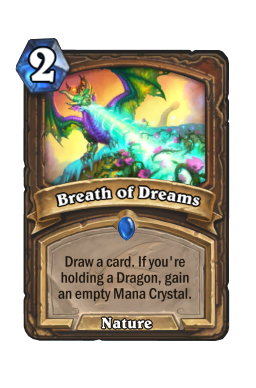 2
Breath of Dreams
Draw a card. If you're
holding a Dragon, gain
an empty Mana Crystal.
Nature